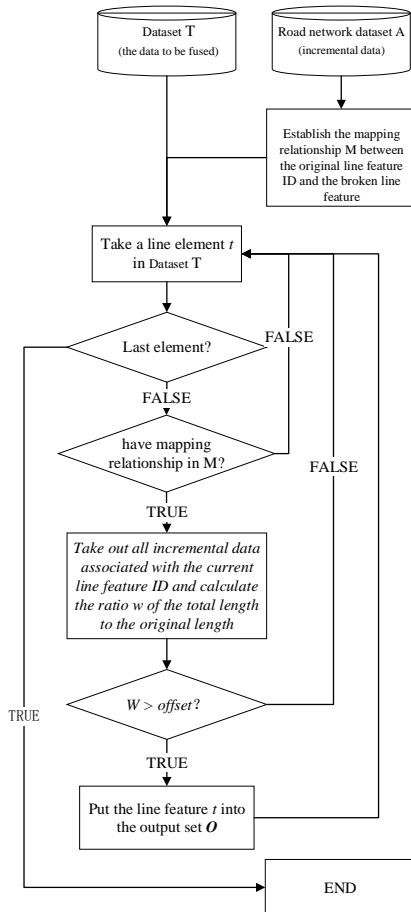 Dataset T
(the data to be fused)
Road network dataset A
(incremental data)
Establish the mapping
relationship M between
the original line feature
ID and the broken line
feature
Take a line element t
in Dataset T
Last element?
FALSE
FALSE
have mapping
relationship in M?
FALSE
TRUE
Take out all incremental data
associated with the current
line feature ID and calculate
the ratio w of the total length
to the original length
W > offset?
TRUE
TRUE
Put the line feature t into
the output set O
END